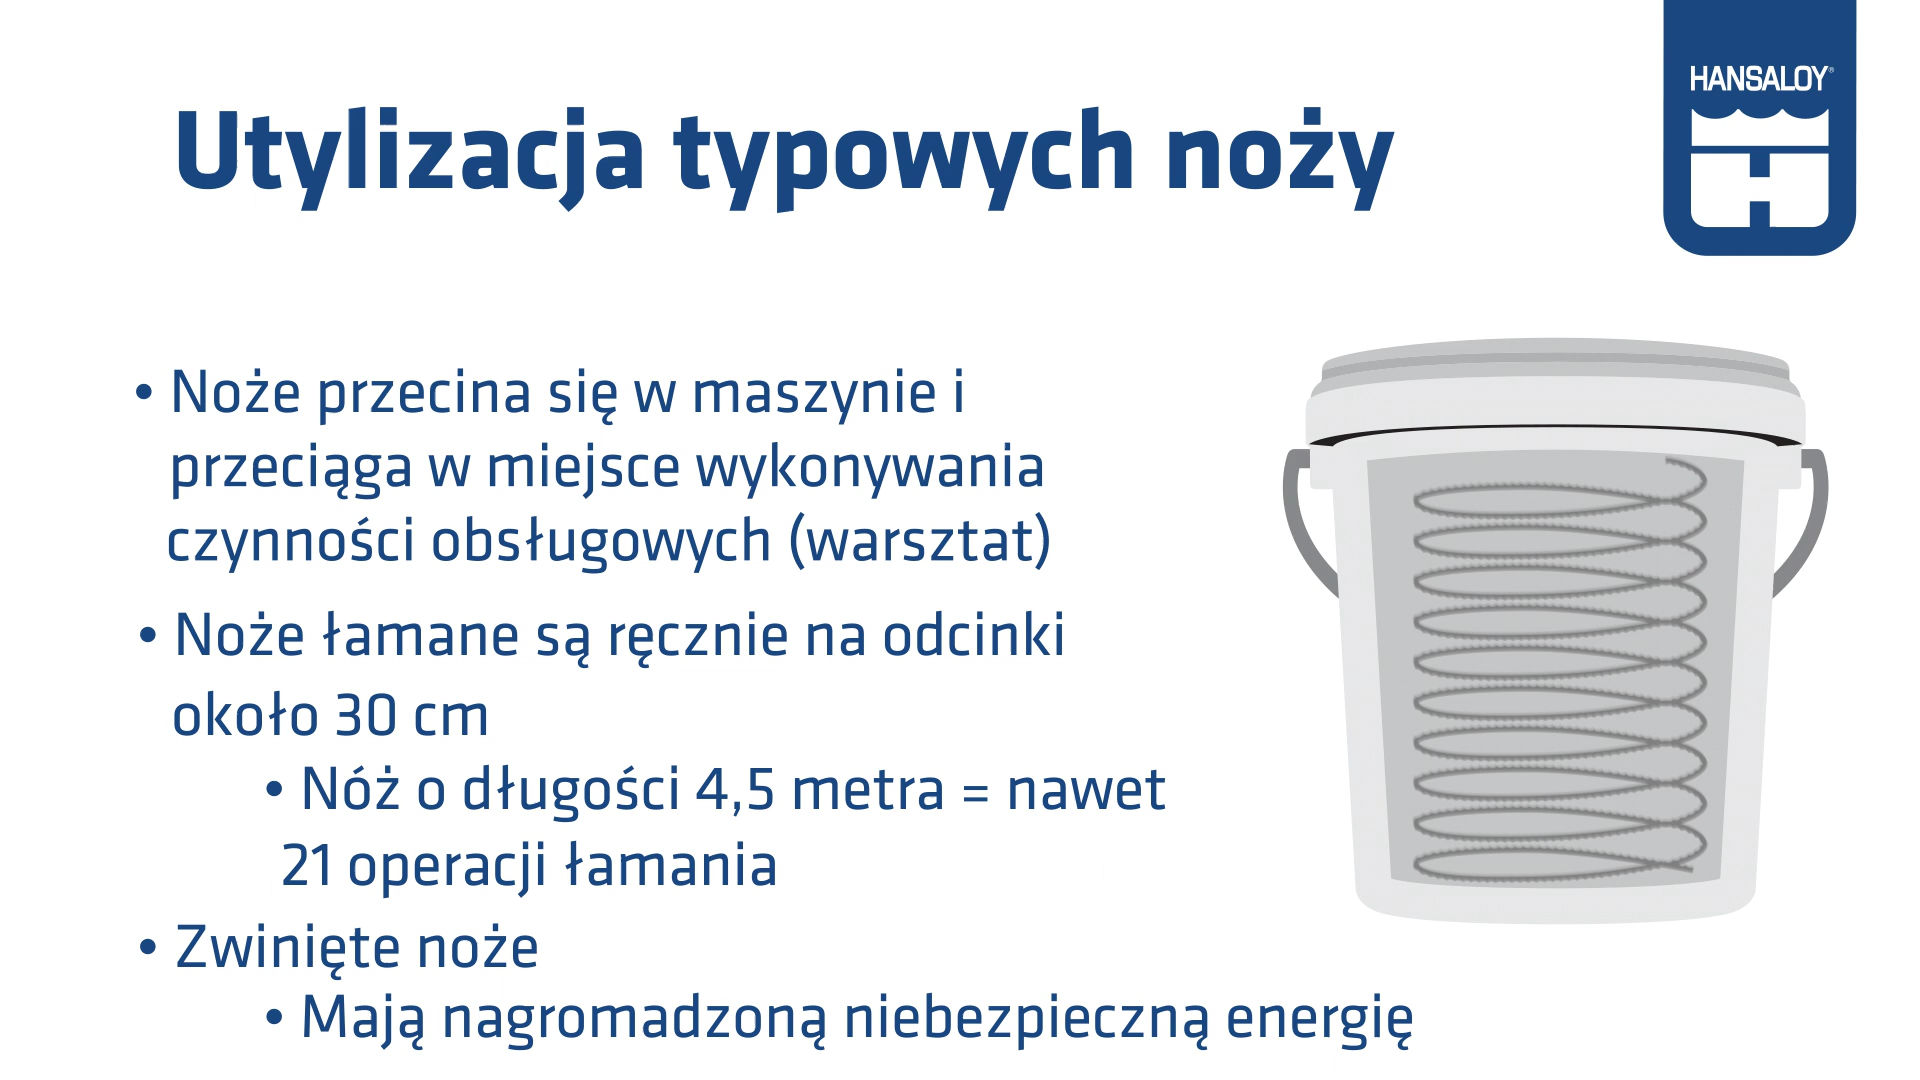 HANSALOY®
Utylizacja typowych noży
• Noże przecina się w maszynie i
przeciąga w miejsce wykonywania
czynności obsługowych (warsztat)
• Noże łamane są ręcznie na odcinki
około 30 cm
• Nóż o długości 4,5 metra = nawet
21 operacji łamania
• Zwinięte noże
• Mają nagromadzoną niebezpieczną energię